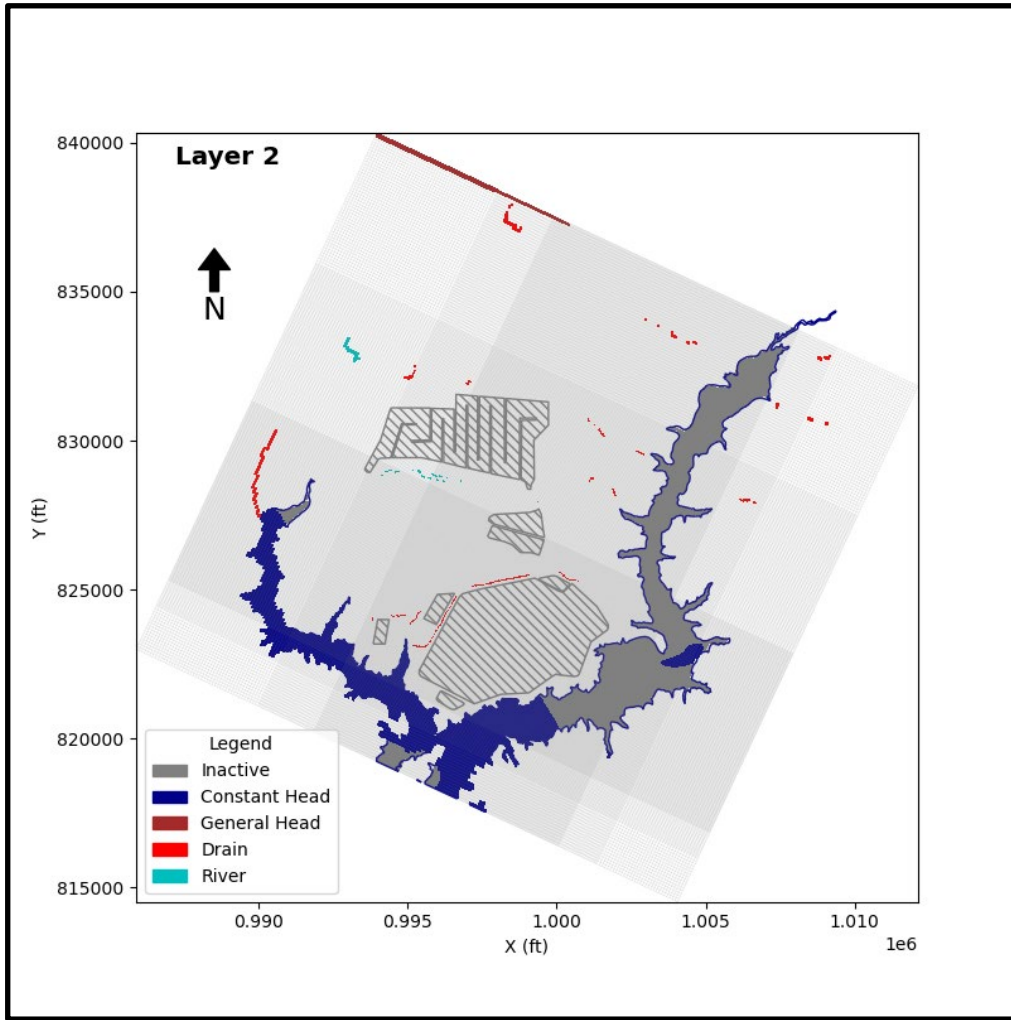 Layer 2
N
840000
835000
830000
825000
820000
815000
Y (ft)
Legend
Inactive
Constant Head
General Head
Drain
River
0.990
0.995
1.000
1.005
1.010
1e6
X (ft)